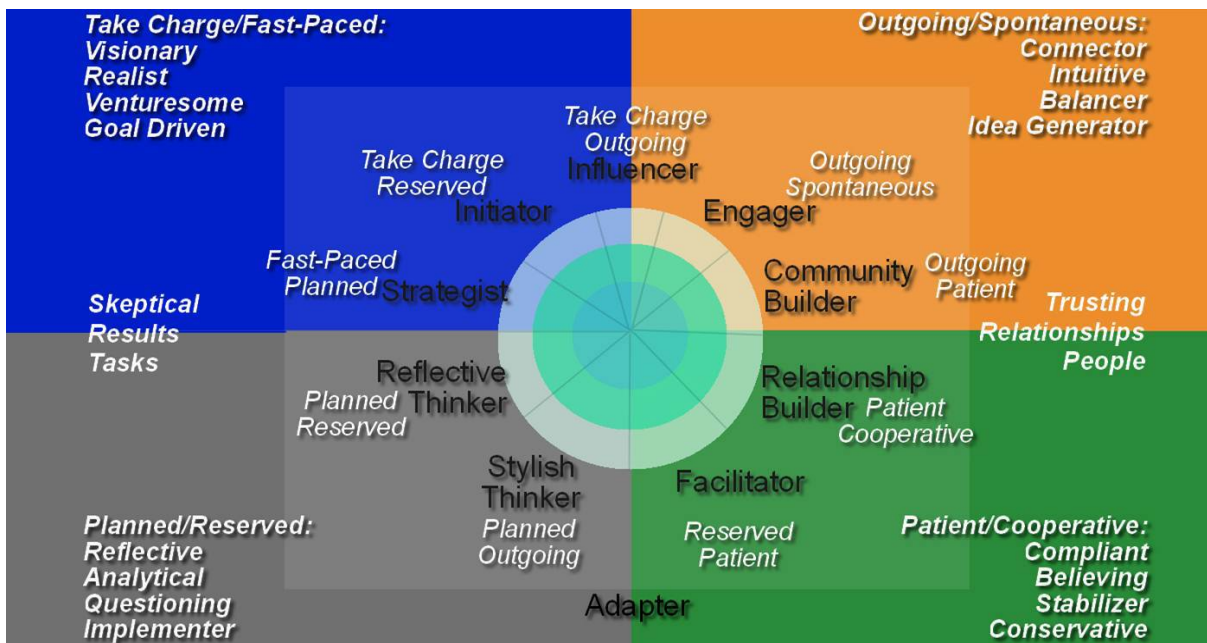 Take Charge/Fast-Paced:
Visionary
Realist
Venturesome
Goal Driven
Outgoing/Spontaneous:
Connector
Intuitive
Balancer
Idea Generator
Take Charge
Outgoing
Influencer
Take Charge
Reserved
Initiator
Outgoing
Spontaneous
Engager
Fast-Paced
Planned
Strategist
Community
Builder
Outgoing
Patient
Skeptical
Results
Tasks
Trusting
Relationships
People
Reflective
Thinker
Planned
Reserved
Relationship
Builder
Patient
Cooperative
Stylish
Thinker
Planned
Outgoing
Facilitator
Reserved
Patient
Planned/Reserved:
Reflective
Analytical
Questioning
Implementer
Adapter
Patient/Cooperative:
Compliant
Believing
Stabilizer
Conservative